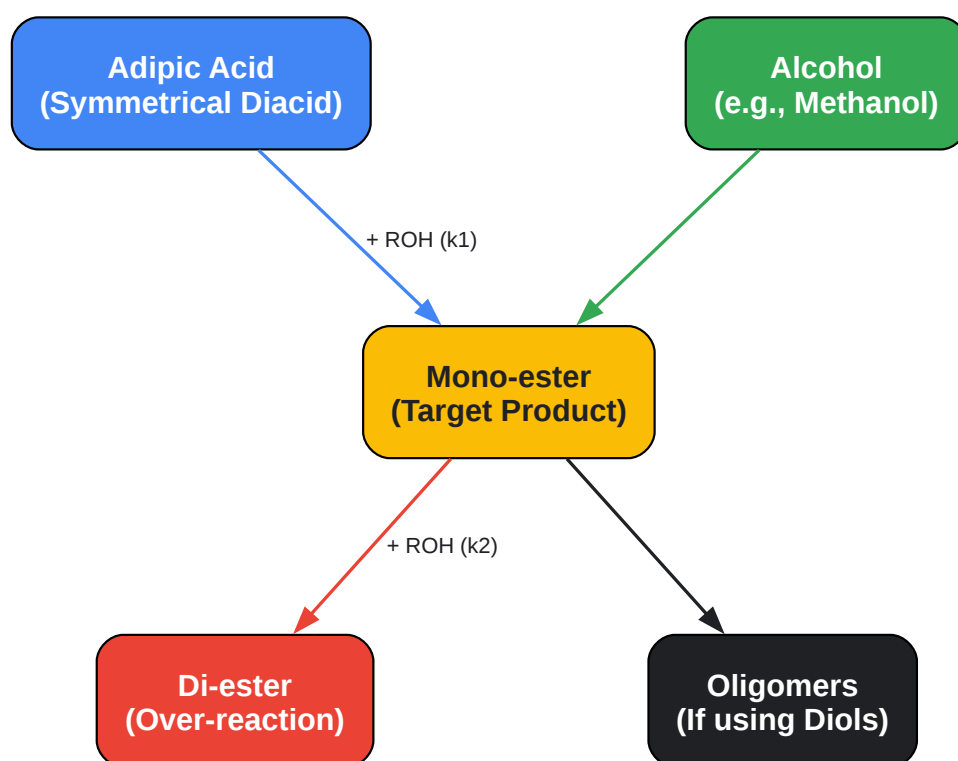 Adipic Acid
(Symmetrical Diacid)
Alcohol
(e.g., Methanol)
+ ROH (k1)
Mono-ester
(Target Product)
+ ROH (k2)
Di-ester
(Over-reaction)
Oligomers
(If using Diols)